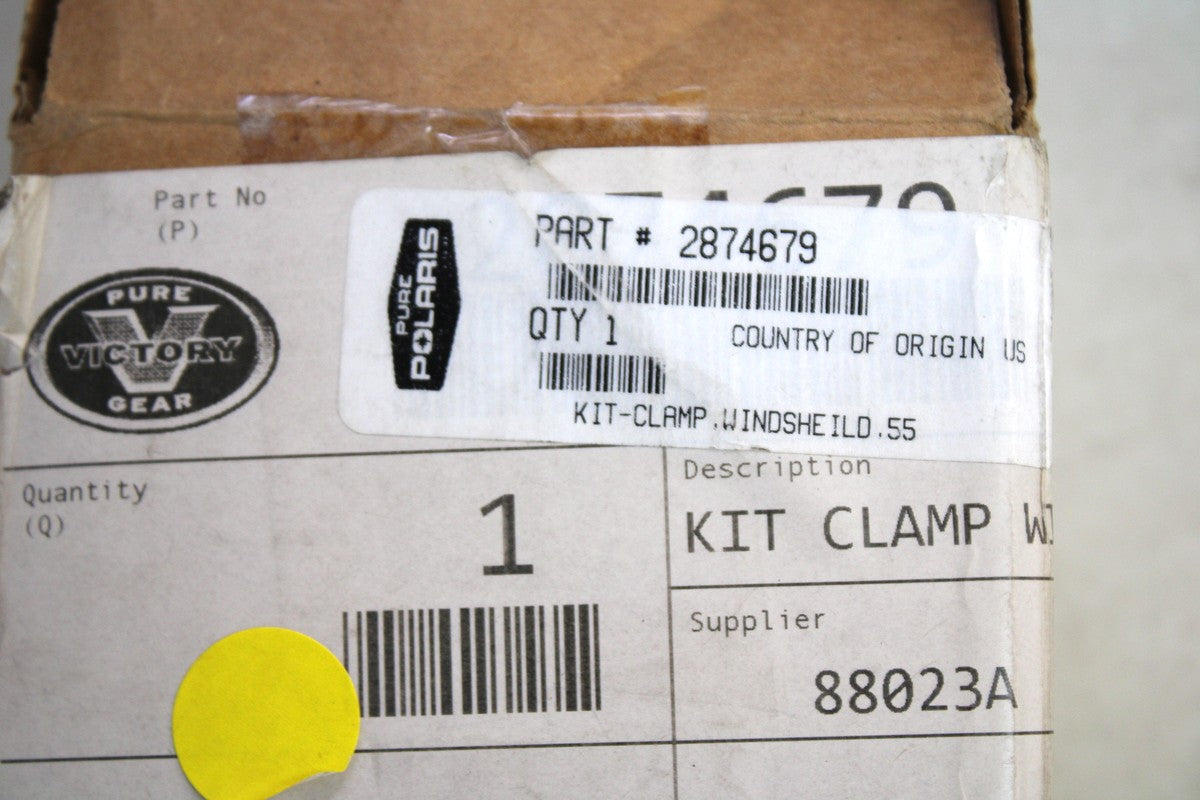 Part No
(P)
PURE
VICTORY
GEAR
PURE
POLARIS
PART # 2874679
QTY 1
COUNTRY OF ORIGIN US
KIT-CLAMP.WINDSHEILD.55
Quantity
(Q)
1
Description
KIT CLAMP WI
Supplier
88023A